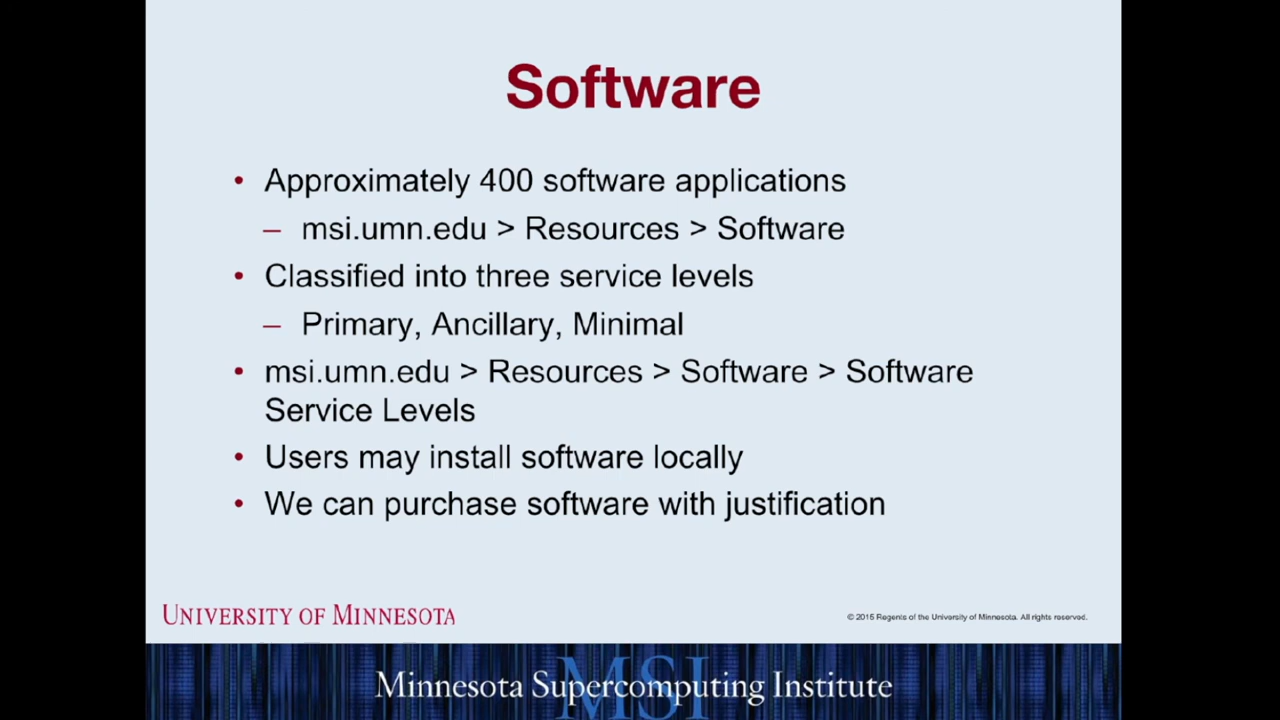 Software
• Approximately 400 software applications
– msi.umn.edu > Resources > Software
• Classified into three service levels
– Primary, Ancillary, Minimal
• msi.umn.edu > Resources > Software > Software
Service Levels
• Users may install software locally
• We can purchase software with justification
UNIVERSITY OF MINNESOTA
© 2015 Regents of the University of Minnesota. All rights reserved.
MSI
Minnesota Supercomputing Institute